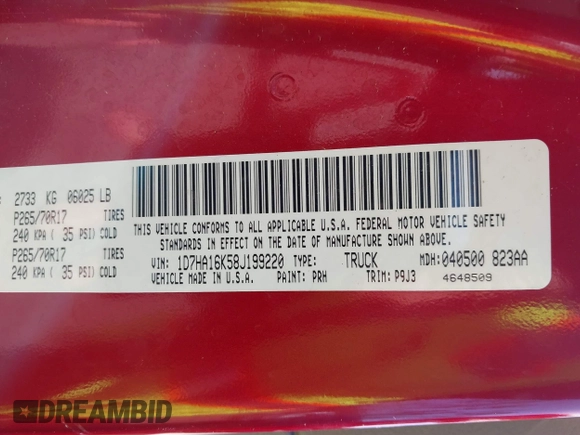 : 2733 KG 06025 LB
P265/70R17 TIRES
240 KPA ( 35 PSI) COLD
P265/70R17 TIRES
240 KPA ( 35 PSI) COLD
THIS VEHICLE CONFORMS TO ALL APPLICABLE U.S.A. FEDERAL MOTOR VEHICLE SAFETY
STANDARDS IN EFFECT ON THE DATE OF MANUFACTURE SHOWN ABOVE.
VIN: 1D7HA16K58J199220 TYPE: TRUCK MDH: 040500 823AA
VEHICLE MADE IN U.S.A. PAINT: PRH TRIM: P9J3 4648509
DREAMBID